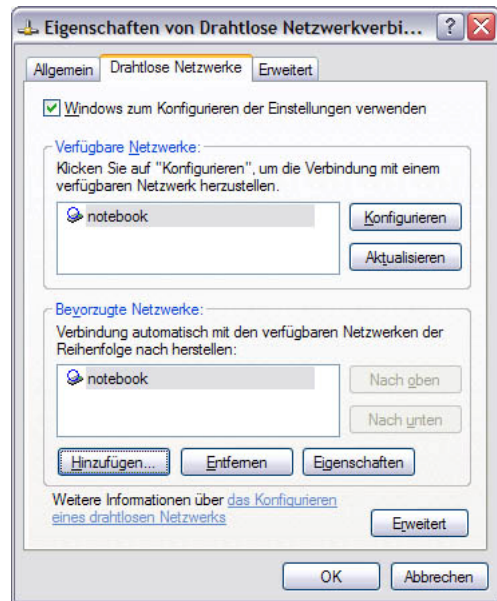 Eigenschaften von Drahtlose Netzwerkverbi...
Allgemein
Drahtlose Netzwerke
Erweitert
Windows zum Konfigurieren der Einstellungen verwenden
Verfügbare Netzwerke:
Klicken Sie auf "Konfigurieren", um die Verbindung mit einem
verfügbaren Netzwerk herzustellen.
notebook
Konfigurieren
Aktualisieren
Bevorzugte Netzwerke:
Verbindung automatisch mit den verfügbaren Netzwerken der
Reihenfolge nach herstellen:
notebook
Nach oben
Nach unten
Hinzufügen...
Entfernen
Eigenschaften
Weitere Informationen über das Konfigurieren
eines drahtlosen Netzwerks
Erweitert
OK
Abbrechen